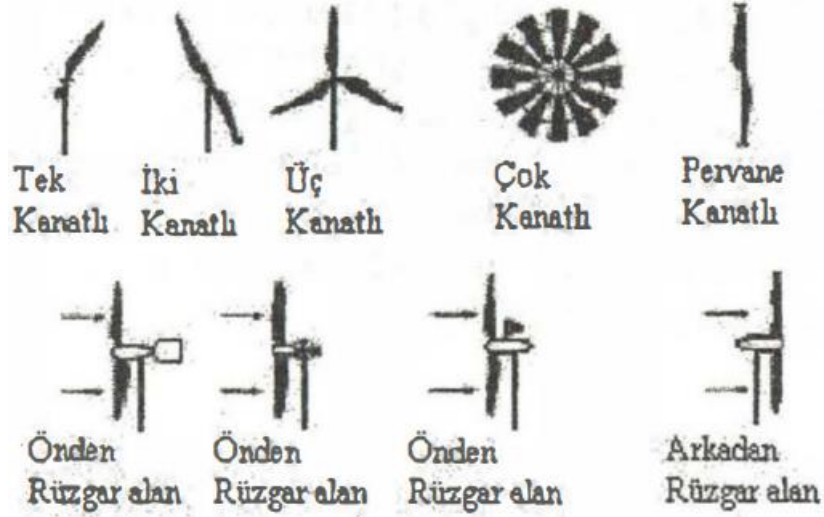 Tek
Kanatlı
İki
Kanatlı
Üç
Kanatlı
Çok
Kanatlı
Pervane
Kanatlı
Önden
Rüzgar alan
Önden
Rüzgar alan
Önden
Rüzgar alan
Arkadan
Rüzgar alan